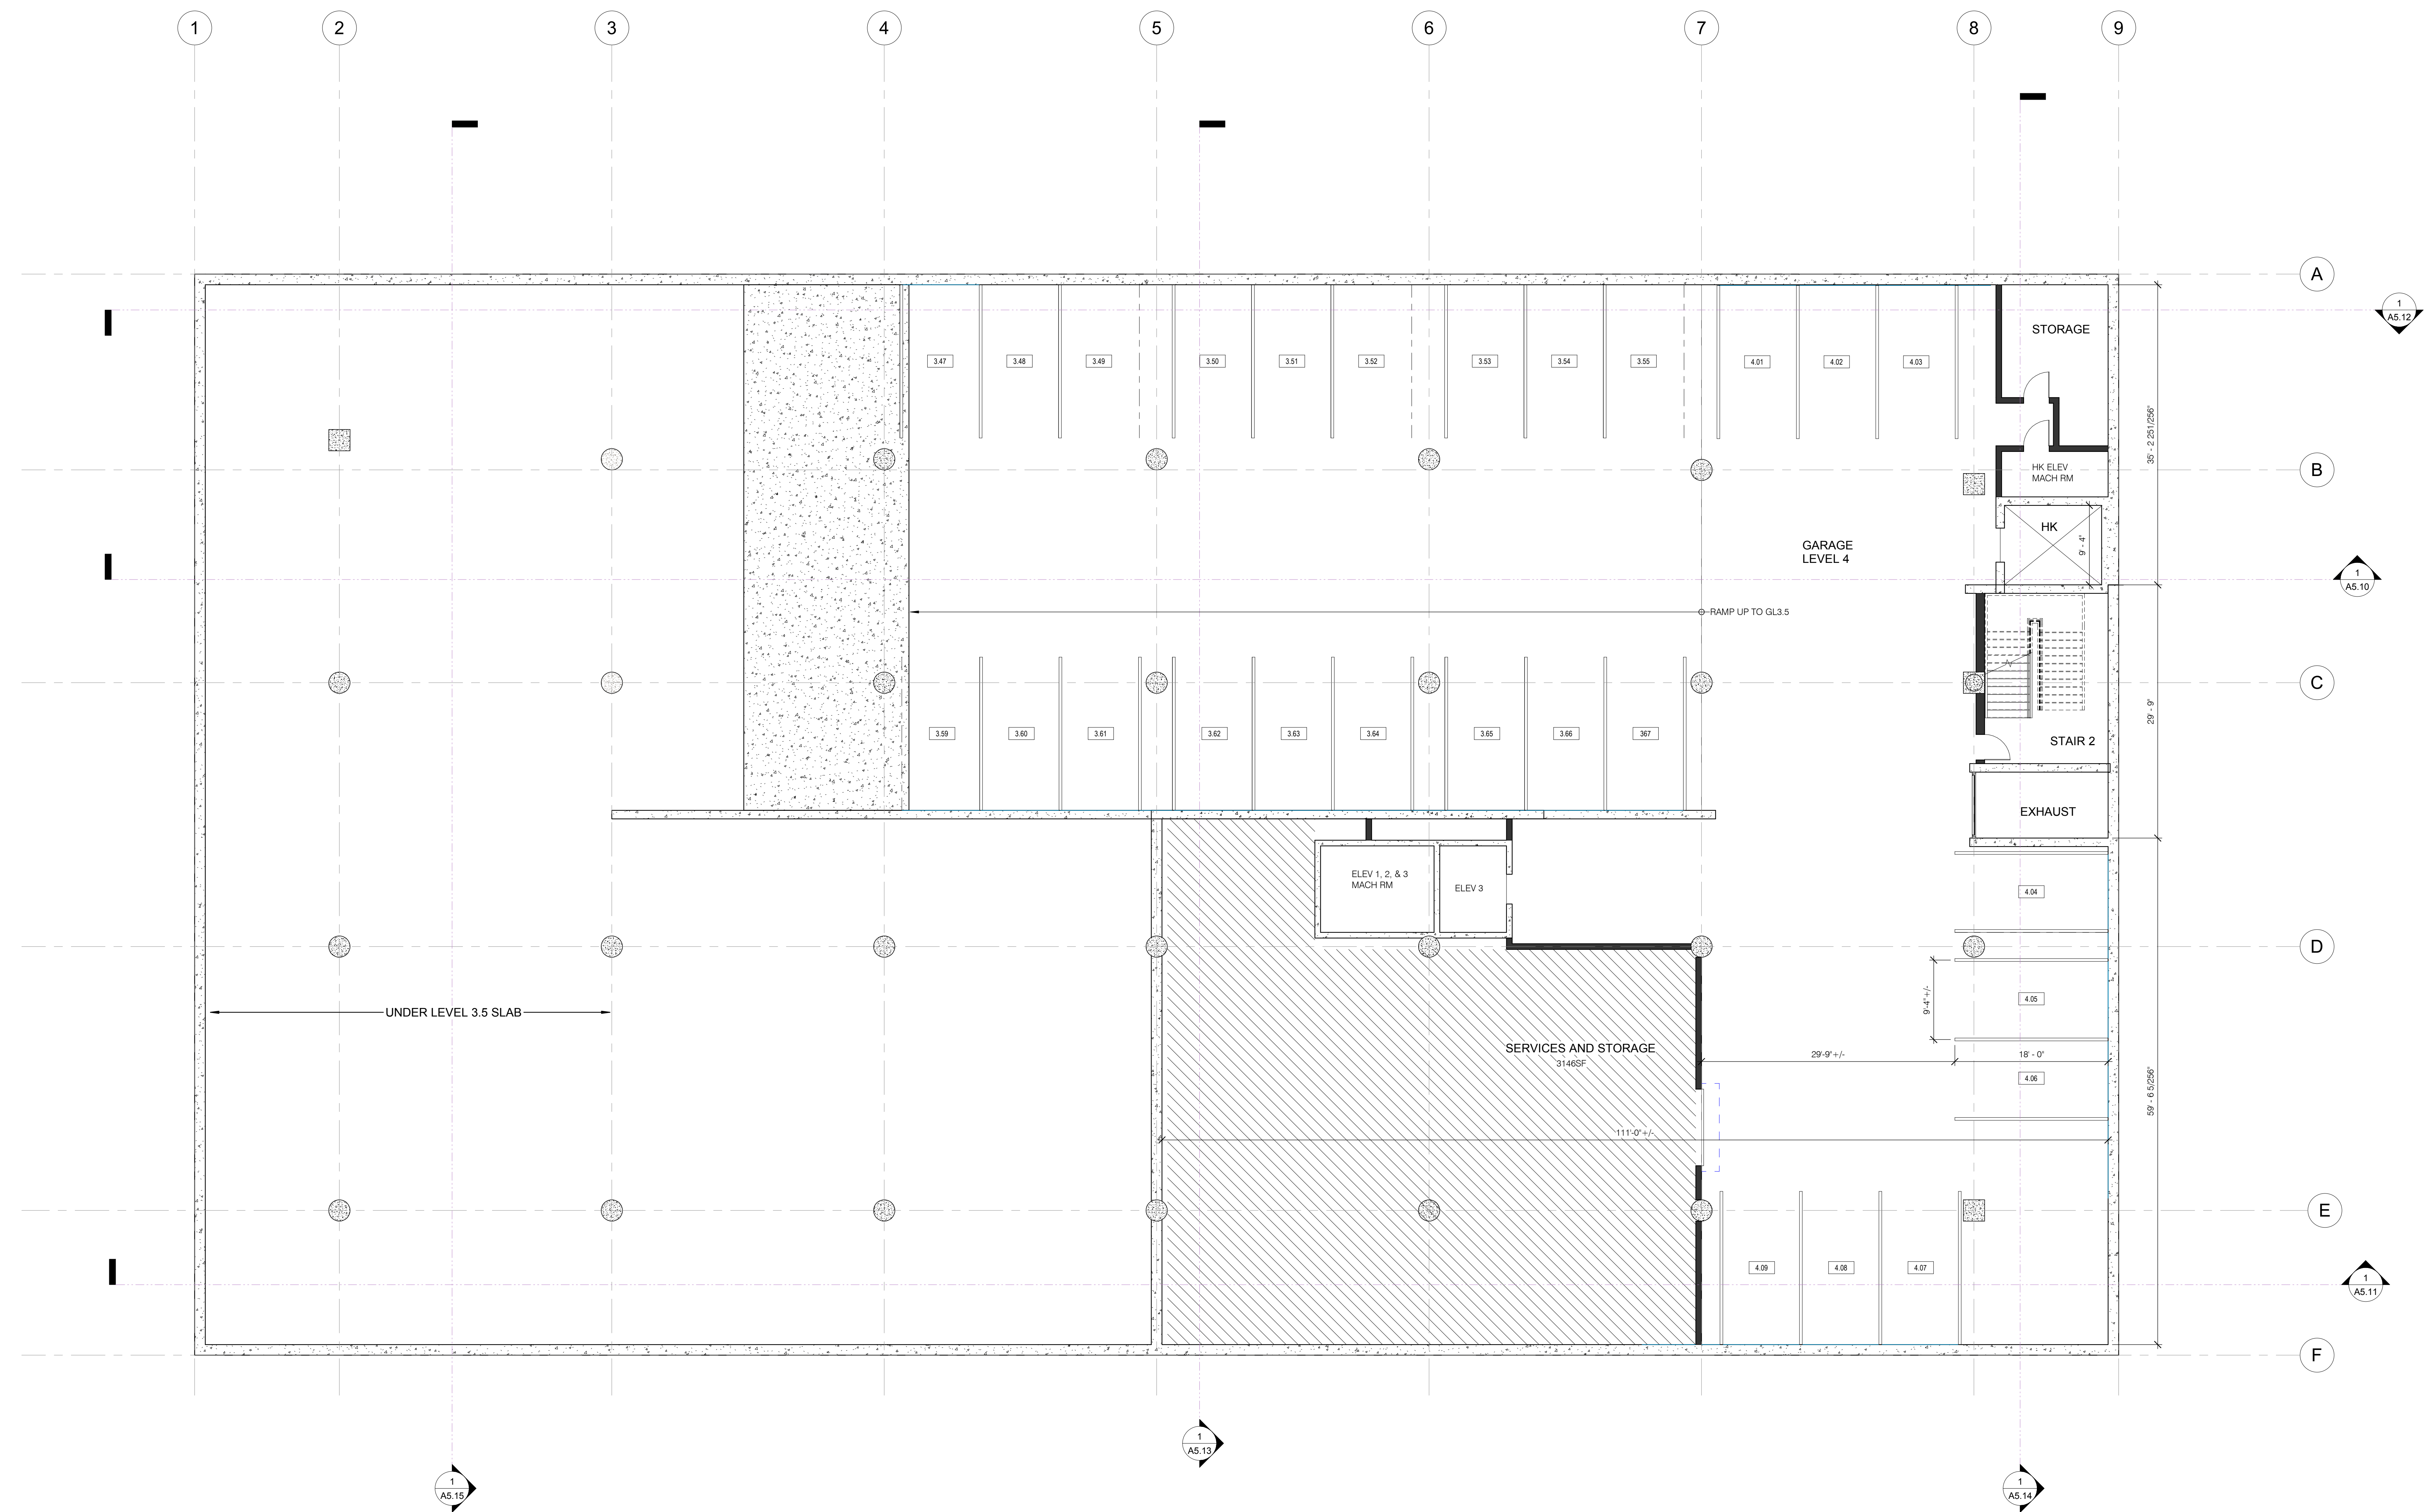 1
2
3
4
5
6
7
8
9
A
1
A5.12
STORAGE
3.47
3.48
3.49
3.50
3.51
3.52
3.53
3.54
3.55
4.01
4.02
4.03
35' - 2 251/256"
B
HK ELEV
MACH RM
HK
9' - 4"
GARAGE
LEVEL 4
1
A5.10
RAMP UP TO GL3.5
C
29' - 9"
3.59
3.60
3.61
3.62
3.63
3.64
3.65
3.66
367
STAIR 2
EXHAUST
ELEV 1, 2, & 3
MACH RM
ELEV 3
4.04
D
9'-4"+/-
4.05
UNDER LEVEL 3.5 SLAB
SERVICES AND STORAGE
3146SF
29'-9"+/-
18' - 0"
4.06
59' - 6 5/256"
111'-0"+/-
E
4.09
4.08
4.07
1
A5.11
F
1
A5.13
1
A5.15
1
A5.14